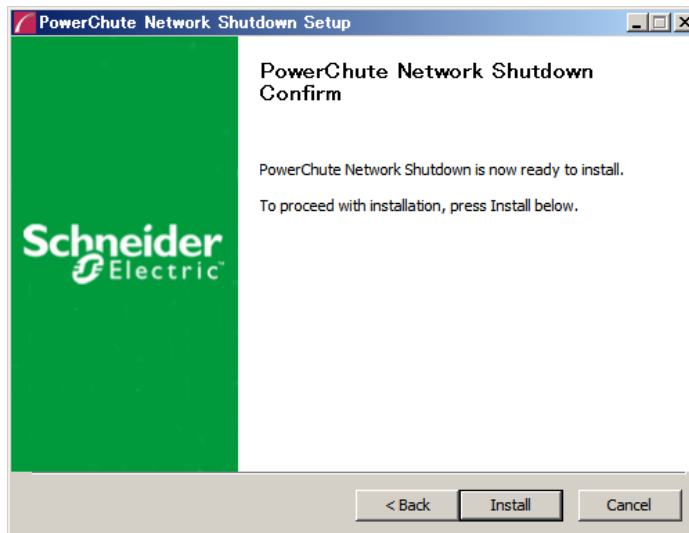 PowerChute Network Shutdown Setup
PowerChute Network Shutdown
Confirm
PowerChute Network Shutdown is now ready to install.
To proceed with installation, press Install below.
Schneider
Electric™
< Back
Install
Cancel